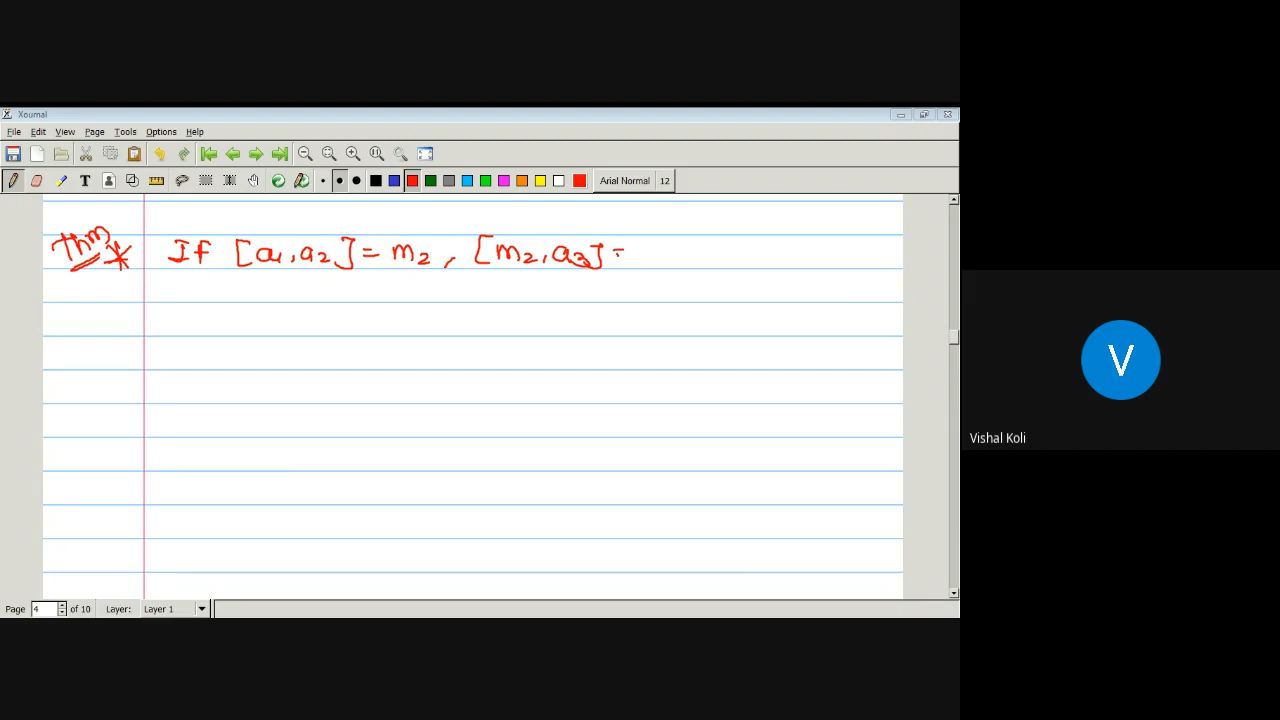 Xournal
File Edit View Page Tools Options Help
T Arial Normal 12
Thm * If [a1, a2] = m2, [m2, a3] =
V
Vishal Koli
Page 4 of 10 Layer: Layer 1